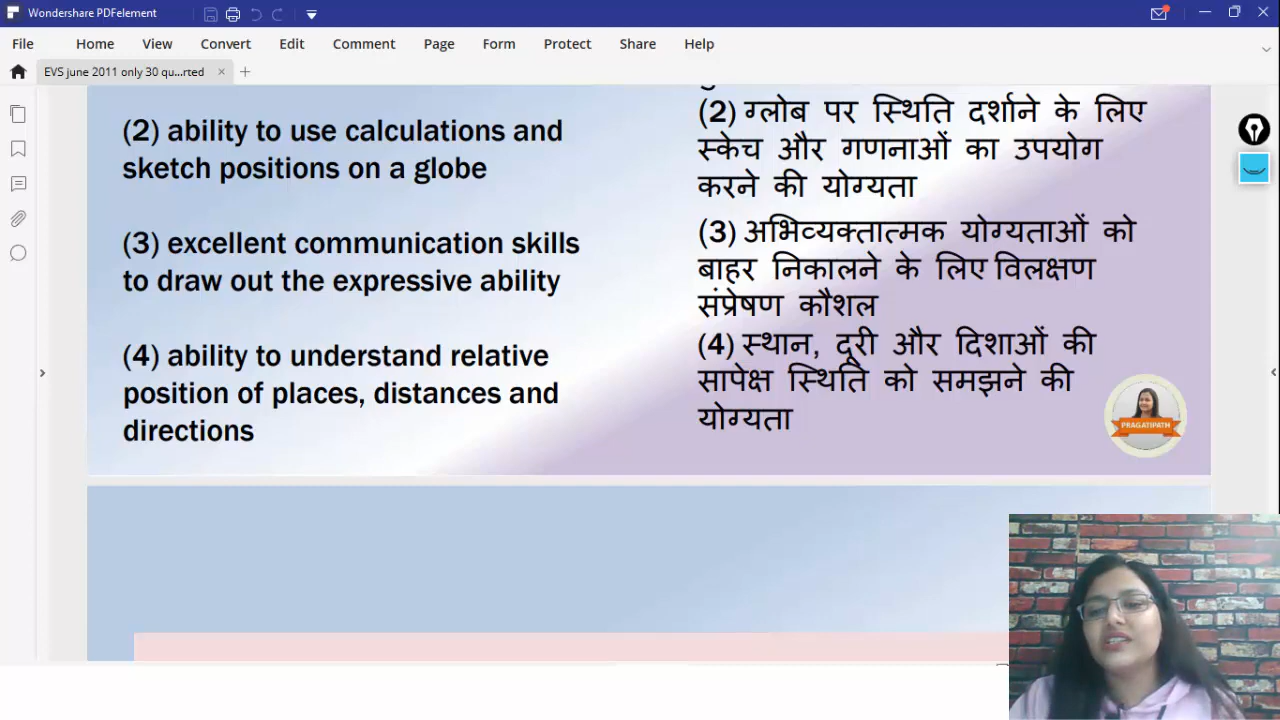 Wondershare PDFelement
File Home View Convert Edit Comment Page Form Protect Share Help
EVS june 2011 only 30 qu...rted
(2) ability to use calculations and
sketch positions on a globe
(3) excellent communication skills
to draw out the expressive ability
(4) ability to understand relative
position of places, distances and
directions
(2) ग्लोब पर स्थिति दर्शाने के लिए
स्केच और गणनाओं का उपयोग
करने की योग्यता
(3) अभिव्यक्तात्मक योग्यताओं को
बाहर निकालने के लिए विलक्षण
संप्रेषण कौशल
(4) स्थान, दूरी और दिशाओं की
सापेक्ष स्थिति को समझने की
योग्यता
PRAGATIPATH